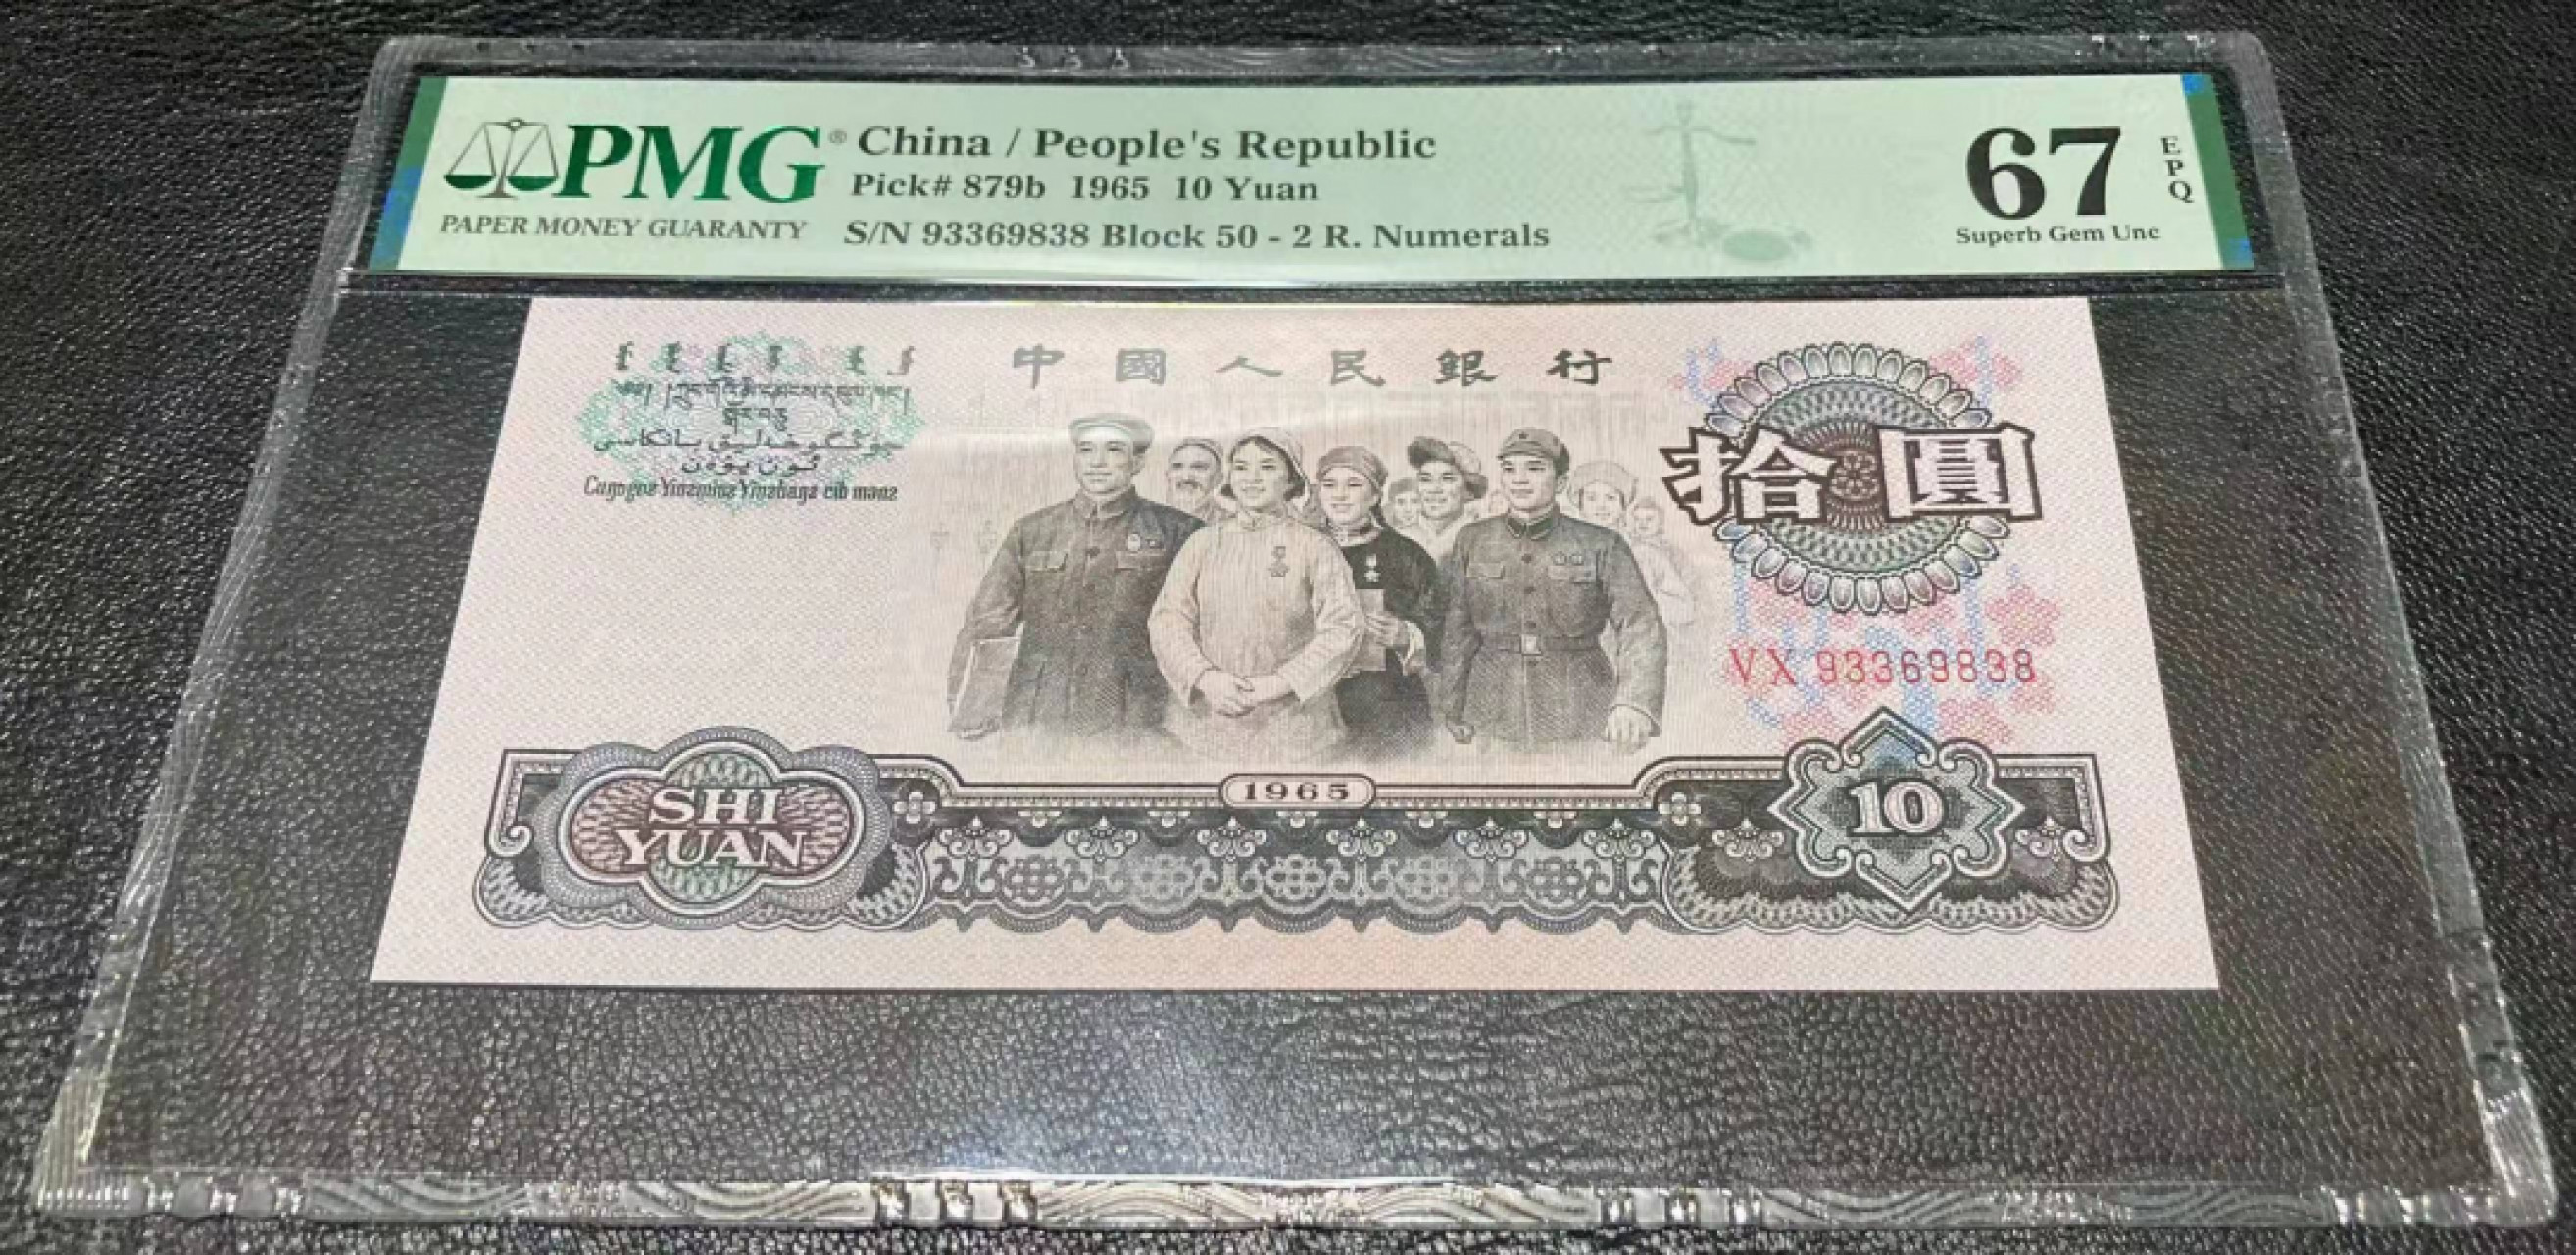 PMG® China / People's Republic
Pick# 879b 1965 10 Yuan
PAPER MONEY GUARANTY S/N 93369838 Block 50 - 2 R. Numerals
67 EPQ
Superb Gem Unc
中國人民銀行
拾圓
VX 93369838
1965
SHI
YUAN
10